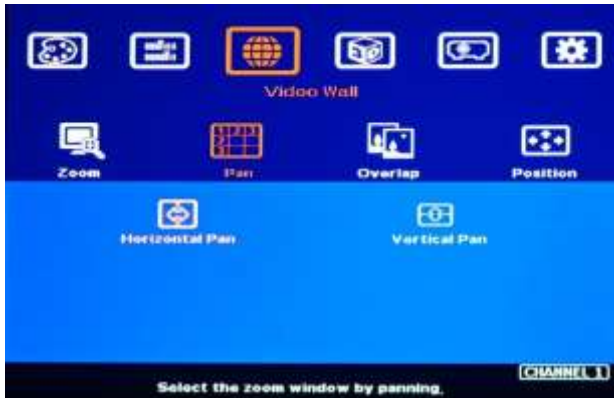 Video Wall
Zoom
Pan
Overlap
Position
Horizontal Pan
Vertical Pan
CHANNEL 1
Select the zoom window by panning.